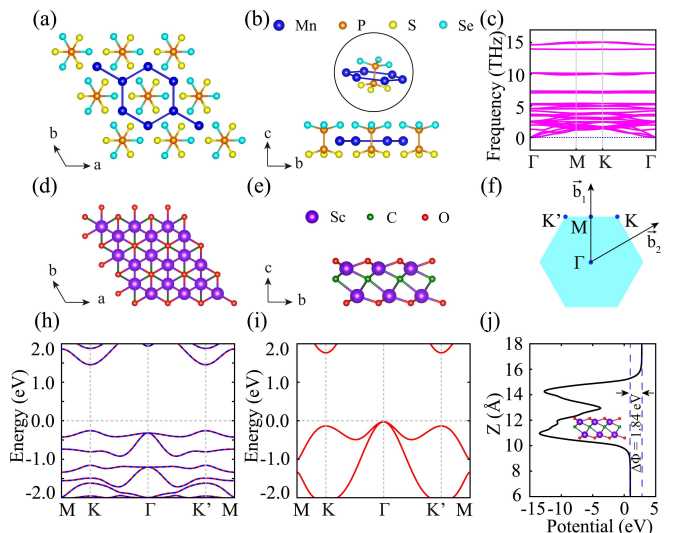 (a)
b
a
(b)
Mn P S Se
c
b
(c)
Frequency (THz)
15
10
5
0
Γ M K Γ
(d)
b
a
(e)
Sc C O
c
b
(f)
b⃗1
K' M K
b⃗2
Γ
(h)
Energy (eV)
2.0
1.0
0.0
-1.0
-2.0
M K Γ K' M
(i)
Energy (eV)
2.0
1.0
0.0
-1.0
-2.0
M K Γ K' M
(j)
Z (Å)
18
16
14
12
10
8
6
ΔΦ = 1.84 eV
-15 -10 -5 0 5
Potential (eV)